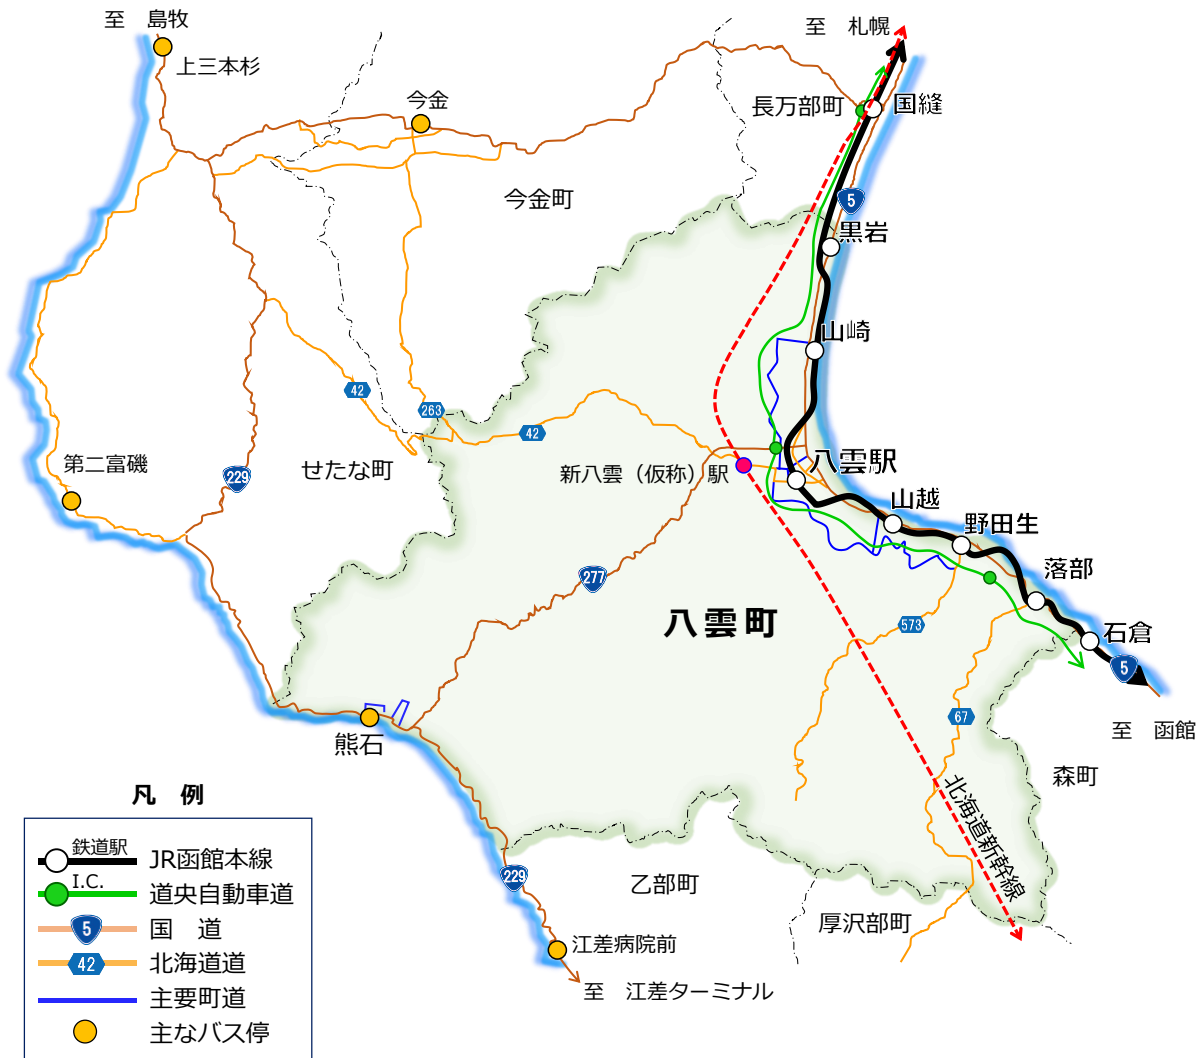 至　島牧
上三本杉
今金
至　札幌
長万部町
国縫
5
今金町
黒岩
山崎
42
263
42
八雲駅
第二富磯
229
せたな町
新八雲（仮称）駅
山越
野田生
277
落部
八雲町
573
石倉
5
67
至　函館
熊石
森町
北海道新幹線
229
乙部町
厚沢部町
江差病院前
至　江差ターミナル
凡　例
鉄道駅
JR函館本線
I.C.
道央自動車道
5
国　道
42
北海道道
主要町道
主なバス停